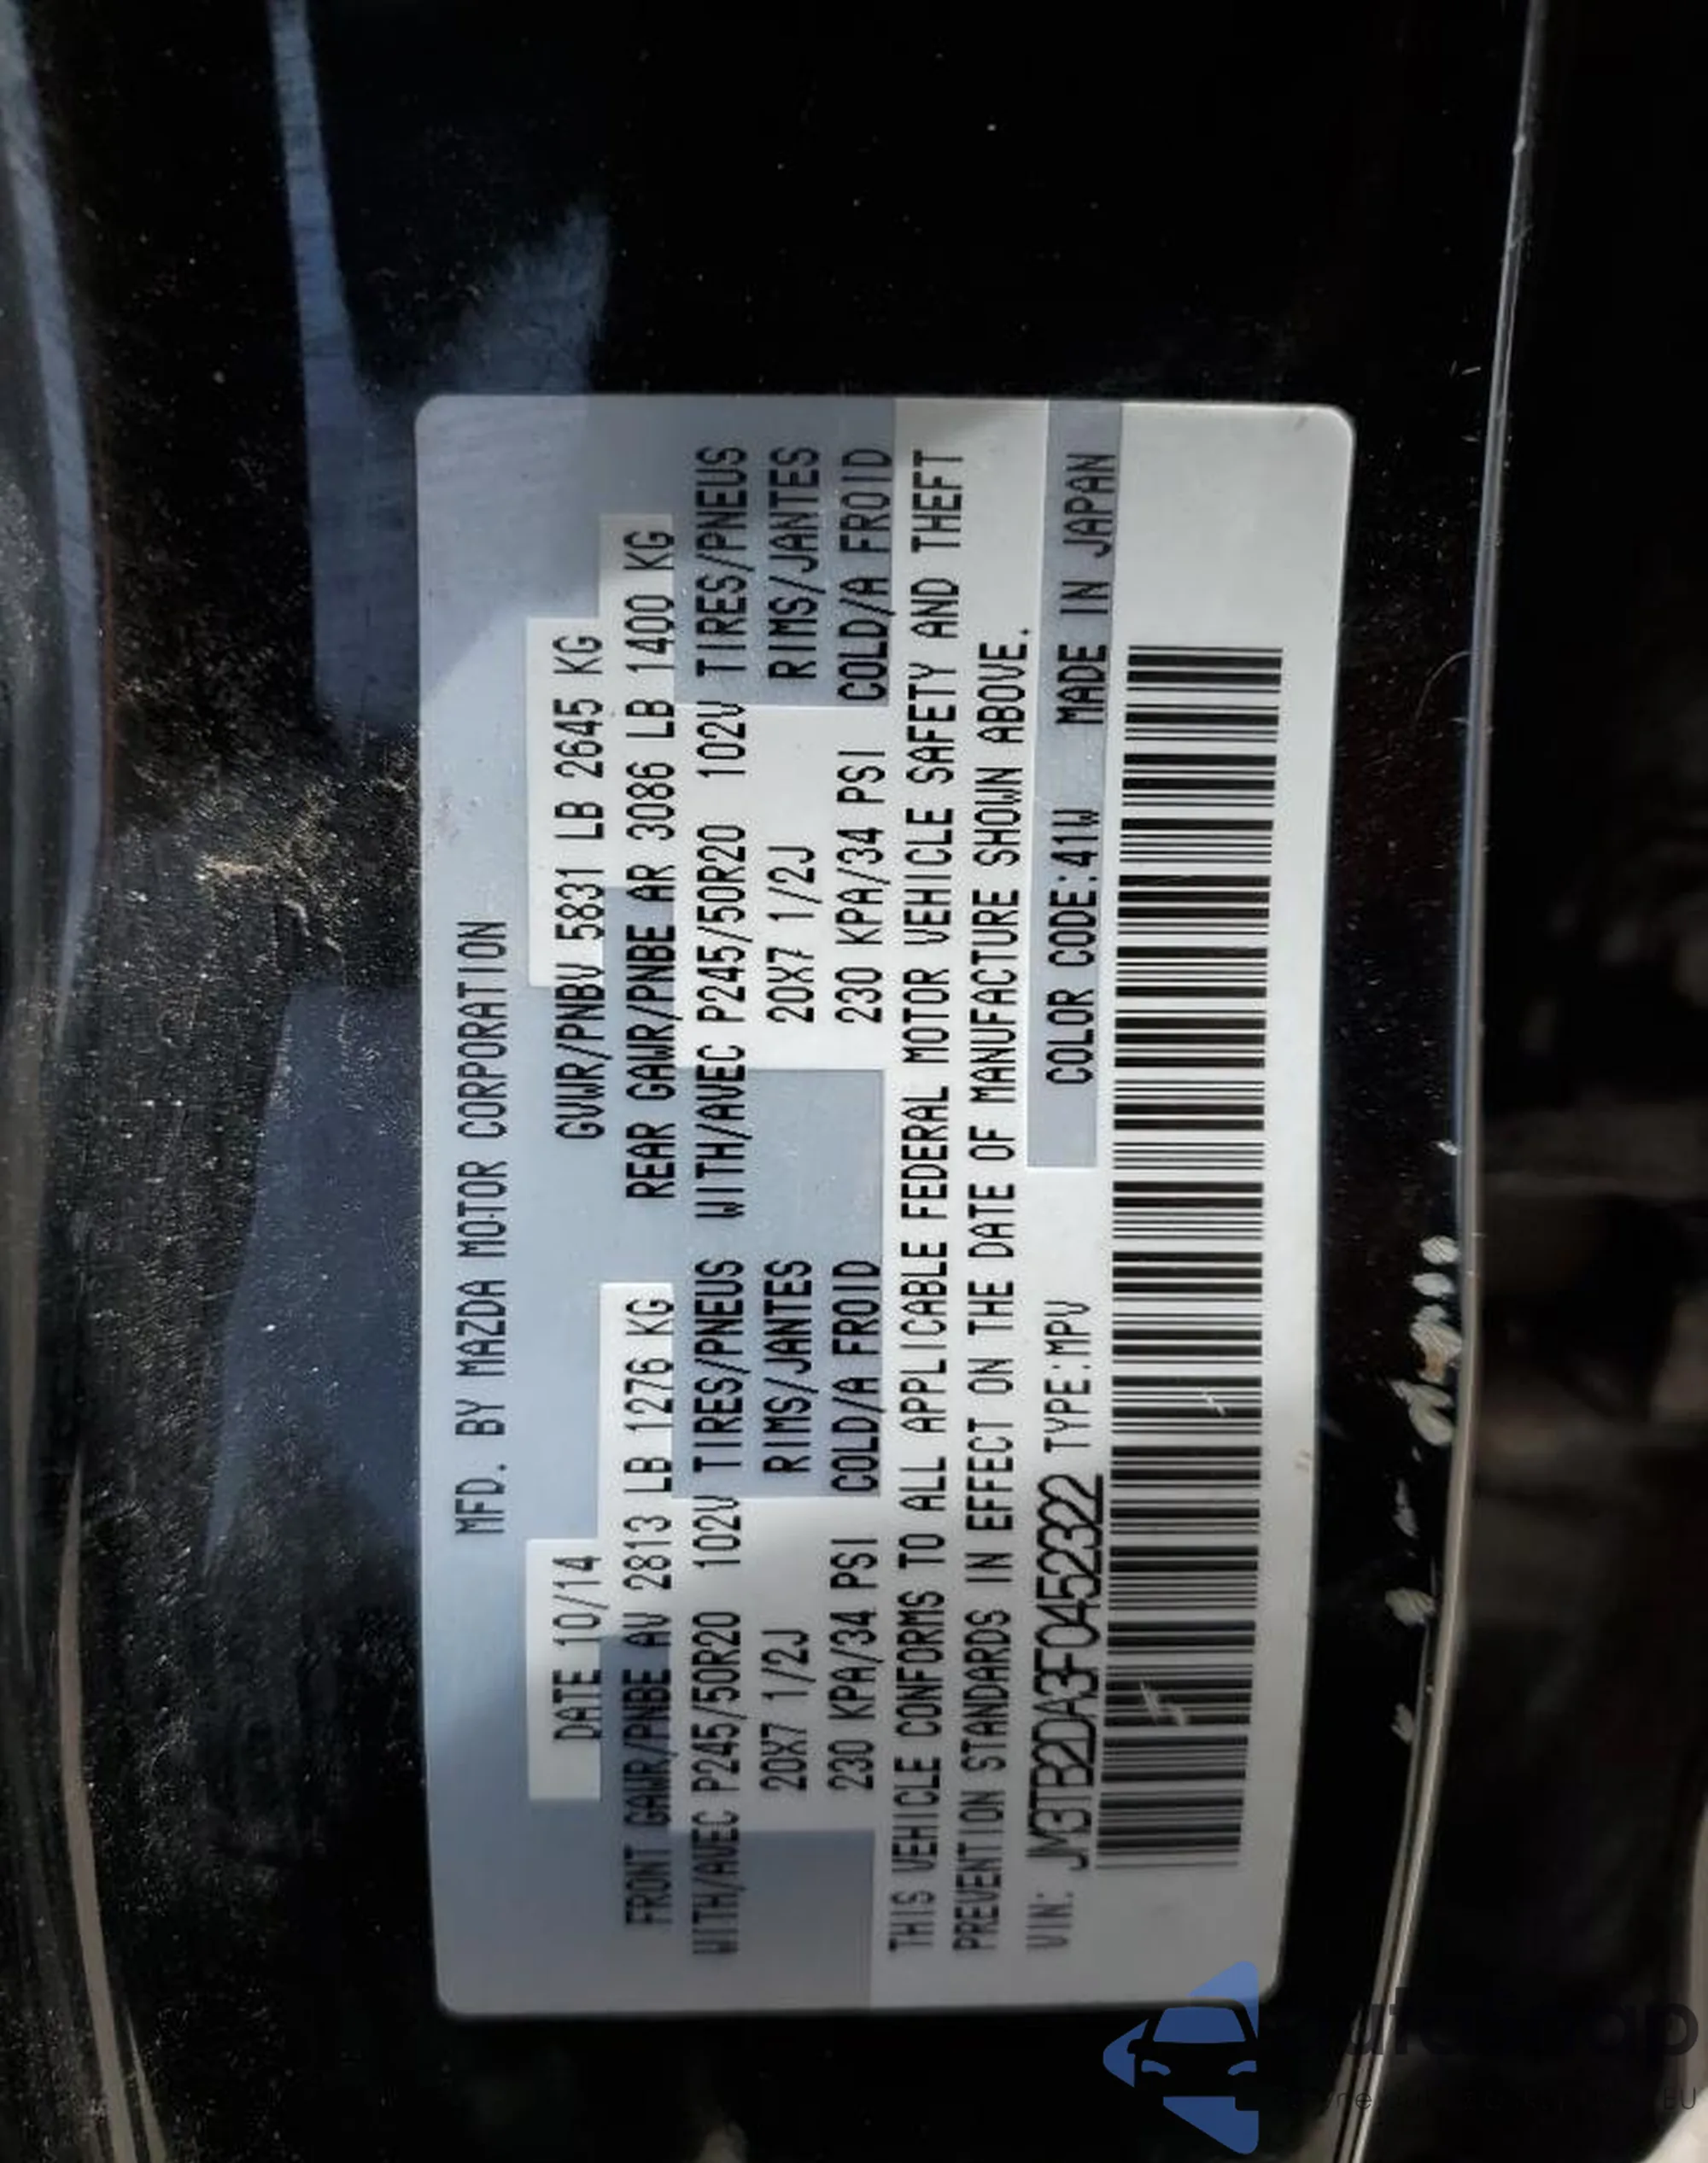 MFD. BY MAZDA MOTOR CORPORATION
DATE 10/14 GVWR/PNBV 5831 LB 2645 KG
FRONT GAWR/PNBE AV 2813 LB 1276 KG REAR GAWR/PNBE AR 3086 LB 1400 KG
WITH/AVEC P245/50R20 102V TIRES/PNEUS WITH/AVEC P245/50R20 102V TIRES/PNEUS
20X7 1/2J RIMS/JANTES 20X7 1/2J RIMS/JANTES
230 KPA/34 PSI COLD/A FROID 230 KPA/34 PSI COLD/A FROID
THIS VEHICLE CONFORMS TO ALL APPLICABLE FEDERAL MOTOR VEHICLE SAFETY AND THEFT
PREVENTION STANDARDS IN EFFECT ON THE DATE OF MANUFACTURE SHOWN ABOVE.
VIN: JM3TB2DA3F0452322 TYPE:MPV COLOR CODE:41W MADE IN JAPAN